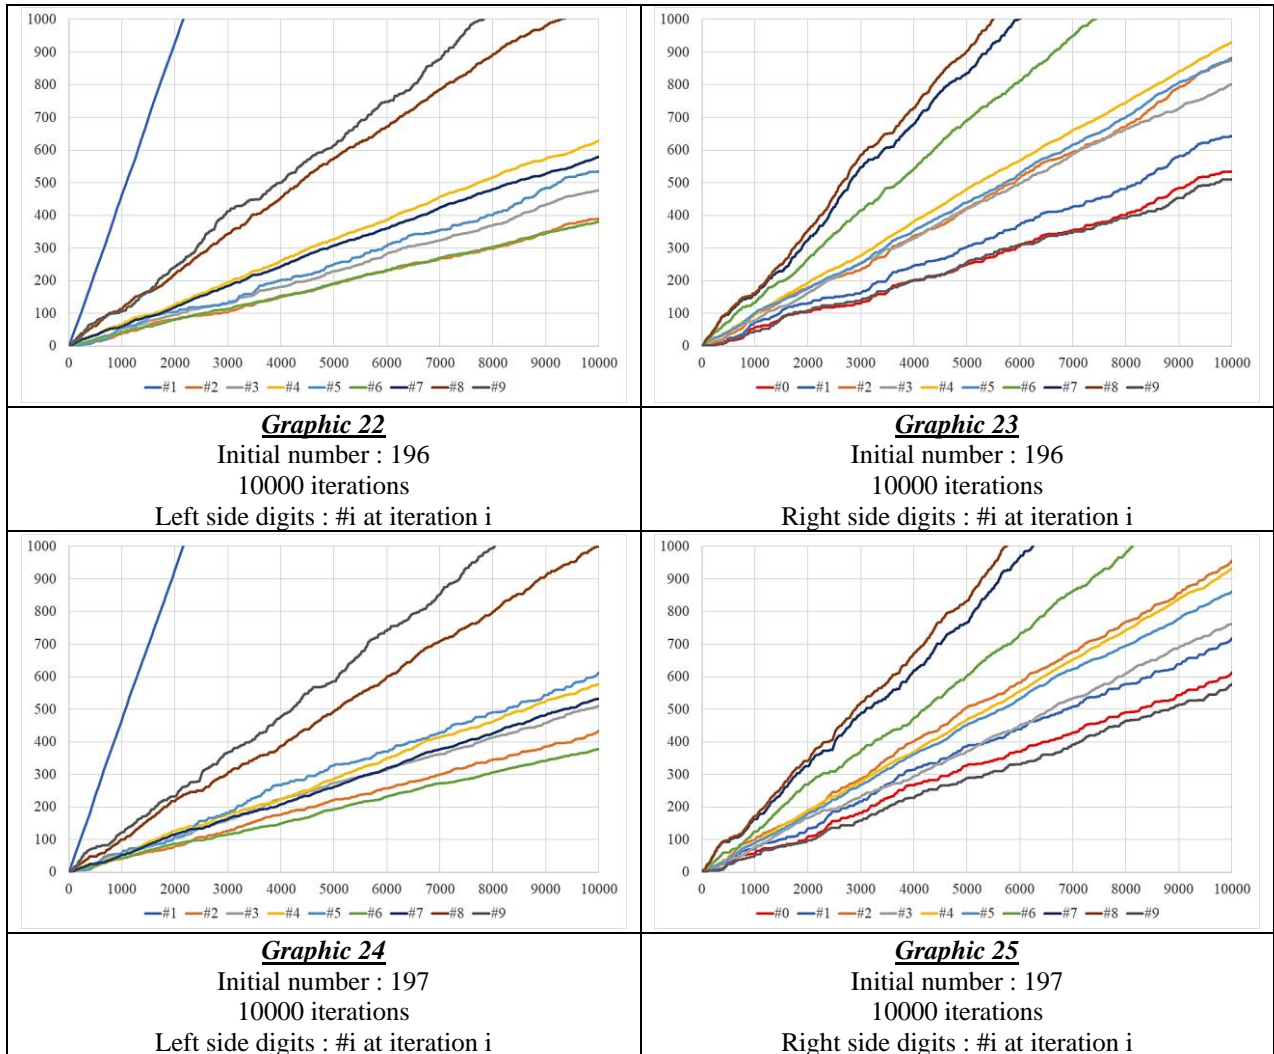 1000
900
800
700
600
500
400
300
200
100
0
0 1000 2000 3000 4000 5000 6000 7000 8000 9000 10000
#1 #2 #3 #4 #5 #6 #7 #8 #9
Graphic 22
Initial number : 196
10000 iterations
Left side digits : #i at iteration i
1000
900
800
700
600
500
400
300
200
100
0
0 1000 2000 3000 4000 5000 6000 7000 8000 9000 10000
#0 #1 #2 #3 #4 #5 #6 #7 #8 #9
Graphic 23
Initial number : 196
10000 iterations
Right side digits : #i at iteration i
1000
900
800
700
600
500
400
300
200
100
0
0 1000 2000 3000 4000 5000 6000 7000 8000 9000 10000
#1 #2 #3 #4 #5 #6 #7 #8 #9
Graphic 24
Initial number : 197
10000 iterations
Left side digits : #i at iteration i
1000
900
800
700
600
500
400
300
200
100
0
0 1000 2000 3000 4000 5000 6000 7000 8000 9000 10000
#0 #1 #2 #3 #4 #5 #6 #7 #8 #9
Graphic 25
Initial number : 197
10000 iterations
Right side digits : #i at iteration i